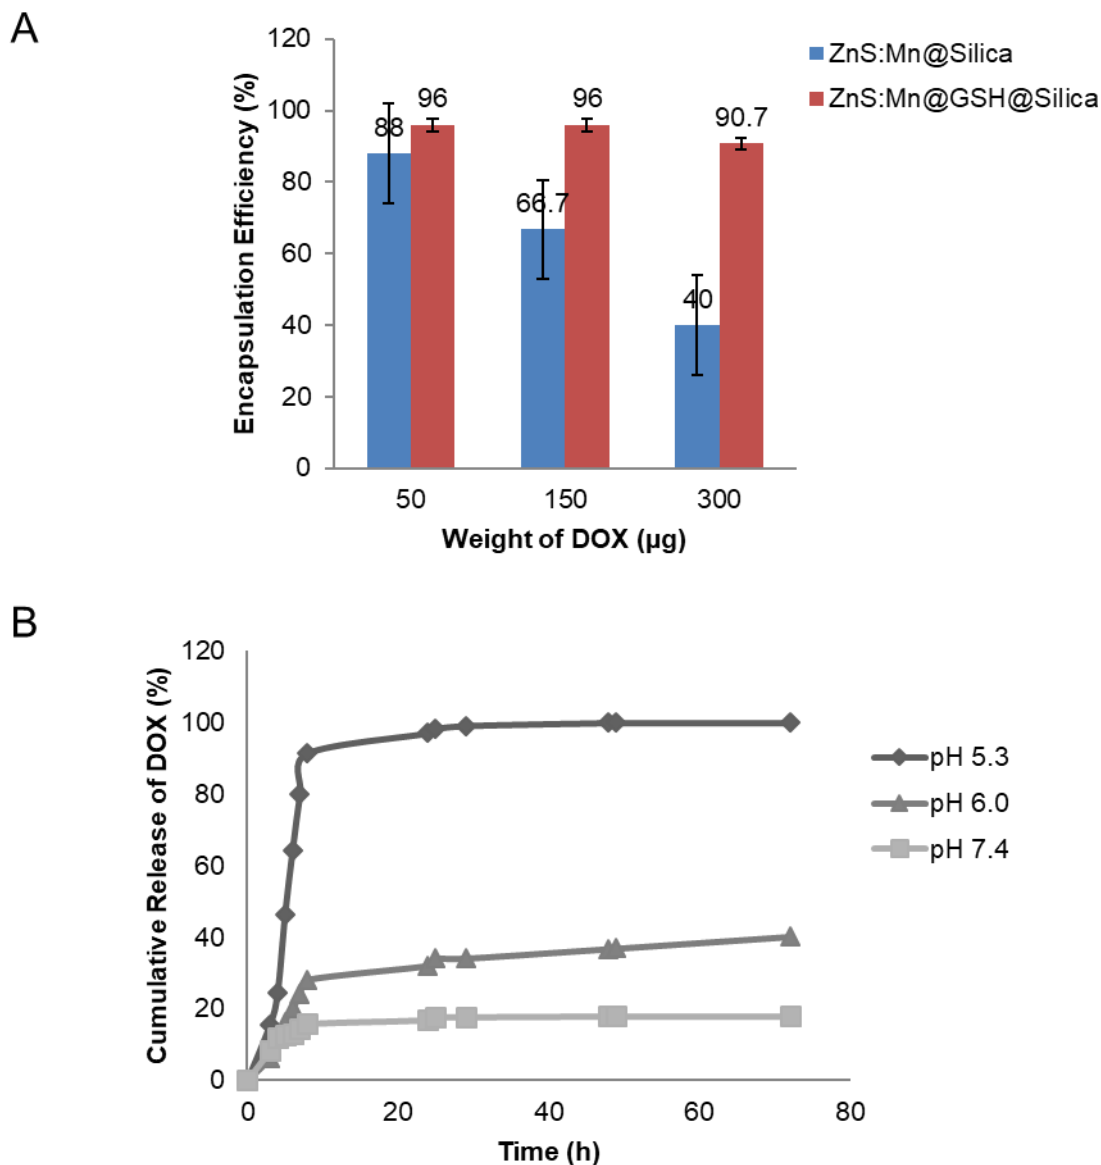 A
120
100
80
60
40
20
0
Encapsulation Efficiency (%)
88
96
66.7
96
40
90.7
50 150 300
Weight of DOX (µg)
ZnS:Mn@Silica
ZnS:Mn@GSH@Silica
B
120
100
80
60
40
20
0
Cumulative Release of DOX (%)
0 20 40 60 80
Time (h)
pH 5.3
pH 6.0
pH 7.4